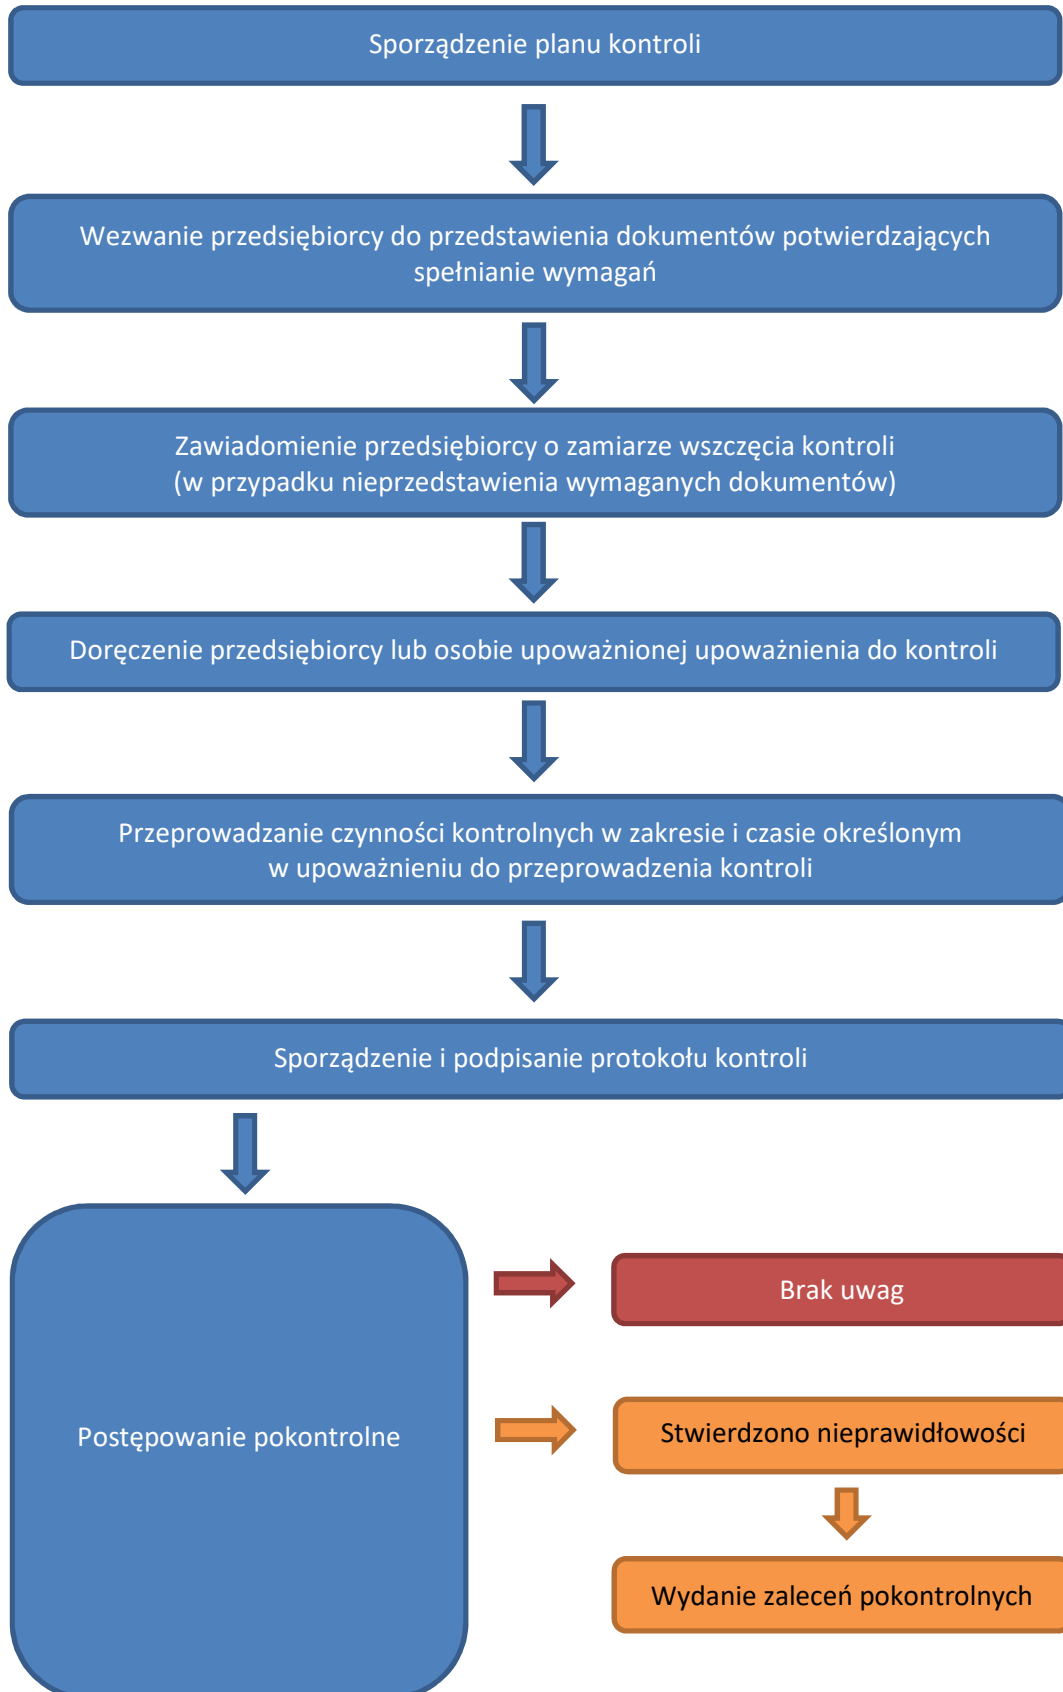 Sporządzenie planu kontroli
Wezwanie przedsiębiorcy do przedstawienia dokumentów potwierdzających
spełnianie wymagań
Zawiadomienie przedsiębiorcy o zamiarze wszczęcia kontroli
(w przypadku nieprzedstawienia wymaganych dokumentów)
Doręczenie przedsiębiorcy lub osobie upoważnionej upoważnienia do kontroli
Przeprowadzanie czynności kontrolnych w zakresie i czasie określonym
w upoważnieniu do przeprowadzenia kontroli
Sporządzenie i podpisanie protokołu kontroli
Brak uwag
Stwierdzono nieprawidłowości
Postępowanie pokontrolne
Wydanie zaleceń pokontrolnych